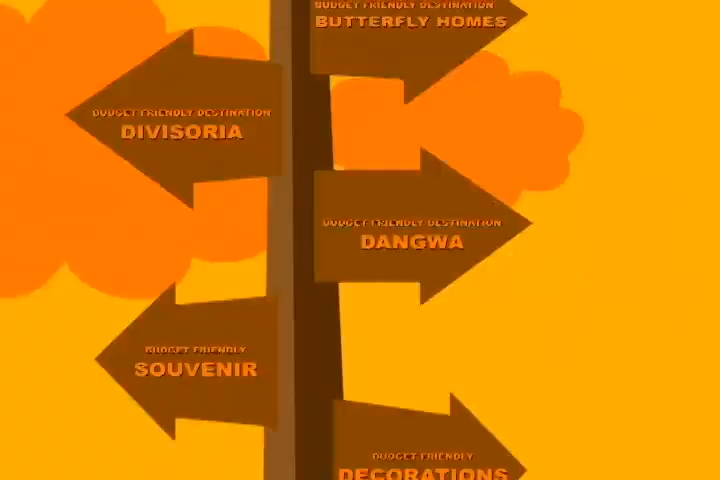 BUDGET FRIENDLY DESTINATION
BUTTERFLY HOMES
BUDGET FRIENDLY DESTINATION
DIVISORIA
BUDGET FRIENDLY DESTINATION
DANGWA
BUDGET FRIENDLY
SOUVENIR
BUDGET FRIENDLY
DECORATIONS